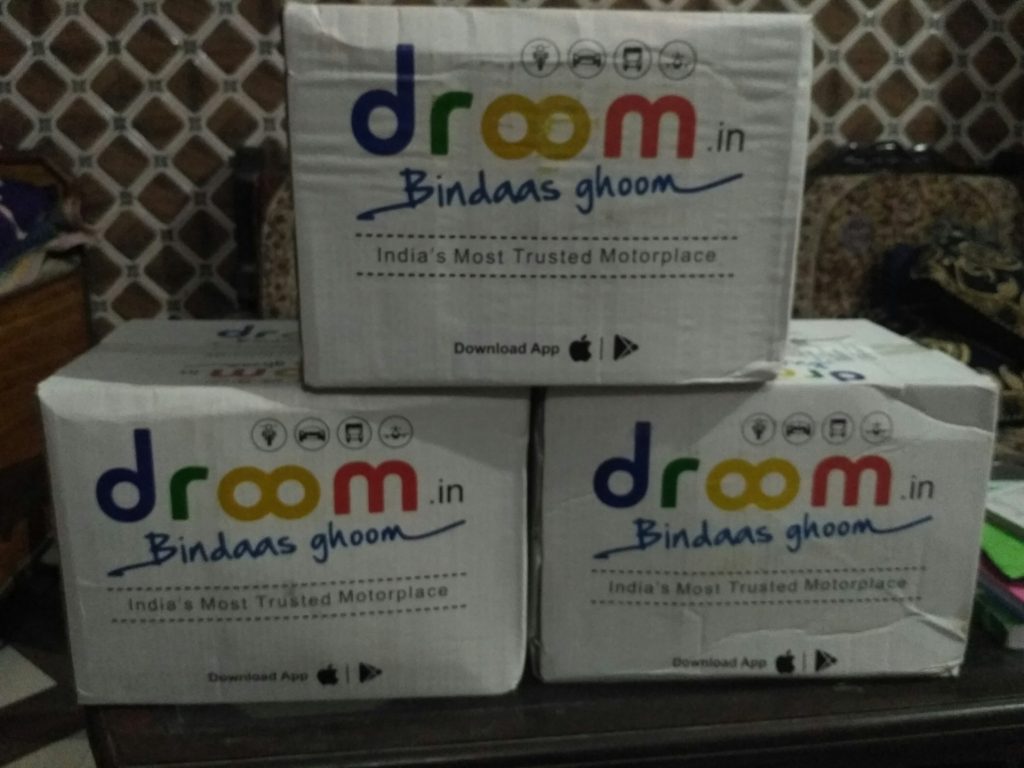 droom.in
Bindaas ghoom
India's Most Trusted Motorplace
Download App
dr
m
droom.in
Bindaas ghoom
India's Most Trusted Motorplace
Download App
droom.in
Bindaas ghoom
India's Most Trusted Motorplace
Download App